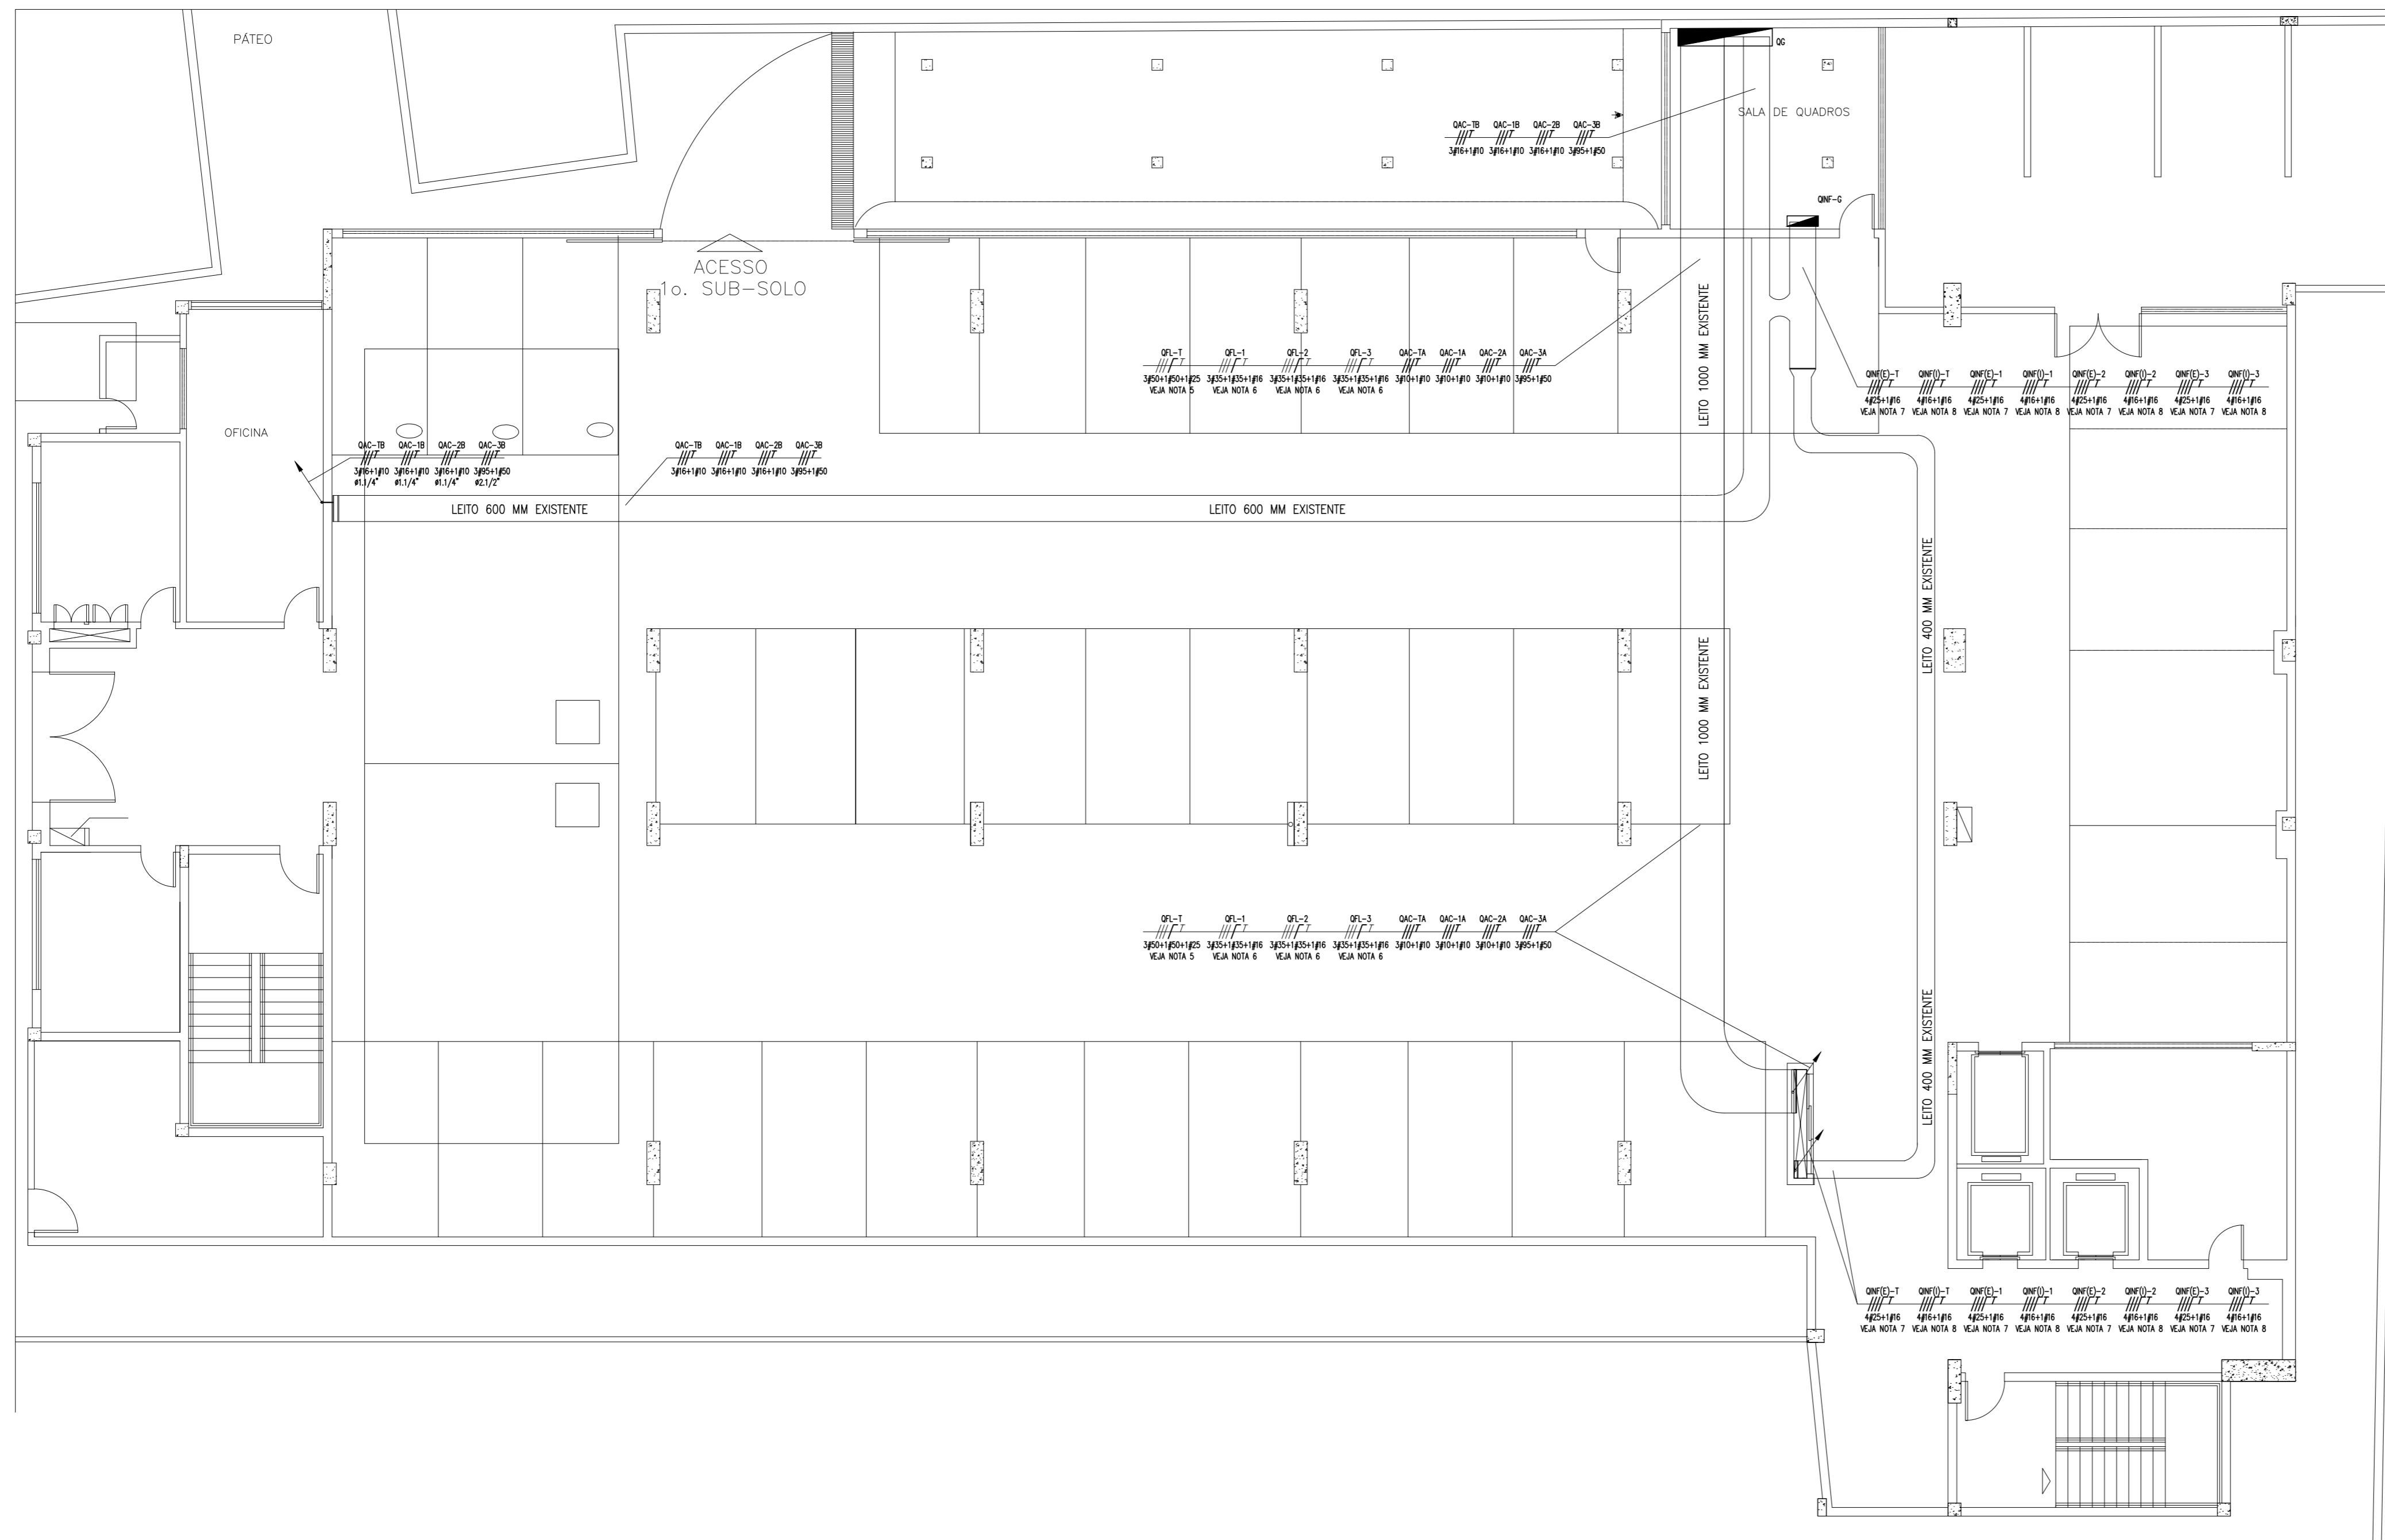 PÁTEO
QG
SALA DE QUADROS
QAC-TB QAC-1B QAC-2B QAC-3B
3#16+1#10 3#16+1#10 3#16+1#10 3#95+1#50
QINF-G
ACESSO
1o. SUB-SOLO
LEITO 1000 MM EXISTENTE
QFL-T QFL-1 QFL-2 QFL-3 QAC-TA QAC-1A QAC-2A QAC-3A
3#50+1#50+1#25 3#35+1#35+1#16 3#35+1#35+1#16 3#35+1#35+1#16 3#10+1#10 3#10+1#10 3#10+1#10 3#95+1#50
VEJA NOTA 5 VEJA NOTA 6 VEJA NOTA 6 VEJA NOTA 6
QINF(E)-T QINF(I)-T QINF(E)-1 QINF(I)-1 QINF(E)-2 QINF(I)-2 QINF(E)-3 QINF(I)-3
4#25+1#16 4#16+1#16 4#25+1#16 4#16+1#16 4#25+1#16 4#16+1#16 4#25+1#16 4#16+1#16
VEJA NOTA 7 VEJA NOTA 8 VEJA NOTA 7 VEJA NOTA 8 VEJA NOTA 7 VEJA NOTA 8 VEJA NOTA 7 VEJA NOTA 8
OFICINA
QAC-TB QAC-1B QAC-2B QAC-3B
3#16+1#10 3#16+1#10 3#16+1#10 3#95+1#50
ø1.1/4" ø1.1/4" ø1.1/4" ø2.1/2"
QAC-TB QAC-1B QAC-2B QAC-3B
3#16+1#10 3#16+1#10 3#16+1#10 3#95+1#50
LEITO 600 MM EXISTENTE
LEITO 600 MM EXISTENTE
LEITO 400 MM EXISTENTE
LEITO 1000 MM EXISTENTE
QFL-T QFL-1 QFL-2 QFL-3 QAC-TA QAC-1A QAC-2A QAC-3A
3#50+1#50+1#25 3#35+1#35+1#16 3#35+1#35+1#16 3#35+1#35+1#16 3#10+1#10 3#10+1#10 3#10+1#10 3#95+1#50
VEJA NOTA 5 VEJA NOTA 6 VEJA NOTA 6 VEJA NOTA 6
LEITO 400 MM EXISTENTE
QINF(E)-T QINF(I)-T QINF(E)-1 QINF(I)-1 QINF(E)-2 QINF(I)-2 QINF(E)-3 QINF(I)-3
4#25+1#16 4#16+1#16 4#25+1#16 4#16+1#16 4#25+1#16 4#16+1#16 4#25+1#16 4#16+1#16
VEJA NOTA 7 VEJA NOTA 8 VEJA NOTA 7 VEJA NOTA 8 VEJA NOTA 7 VEJA NOTA 8 VEJA NOTA 7 VEJA NOTA 8